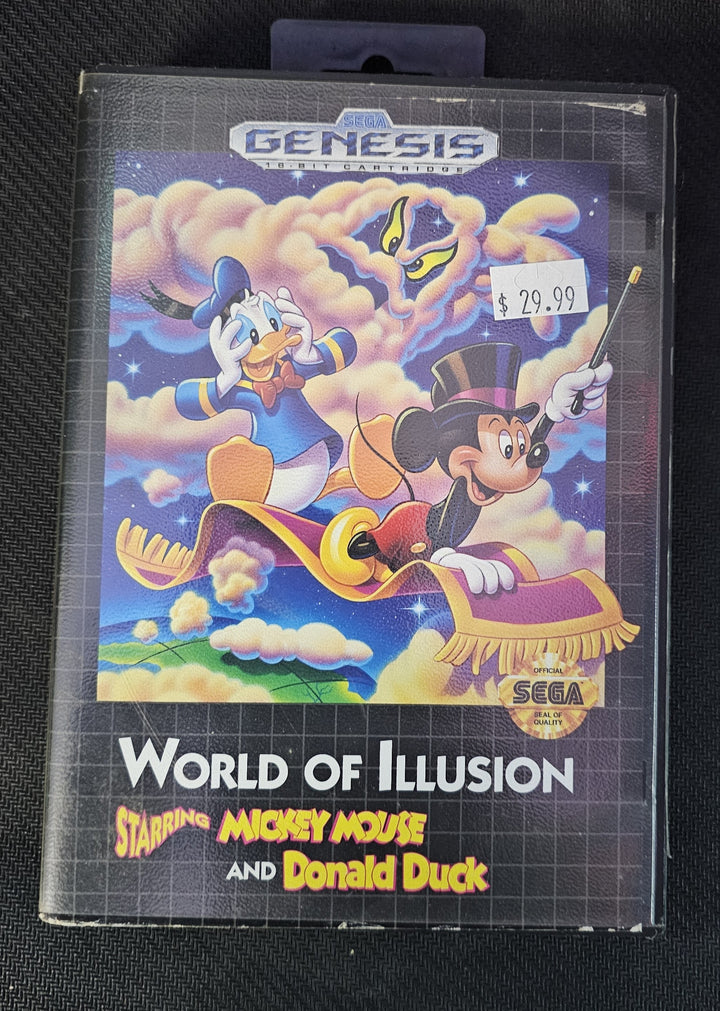 SEGA
GENESIS
16-BIT CARTRIDGE
$ 29.99
OFFICIAL
SEGA
SEAL OF
QUALITY
WORLD OF ILLUSION
STARRING MICKEY MOUSE
AND Donald Duck